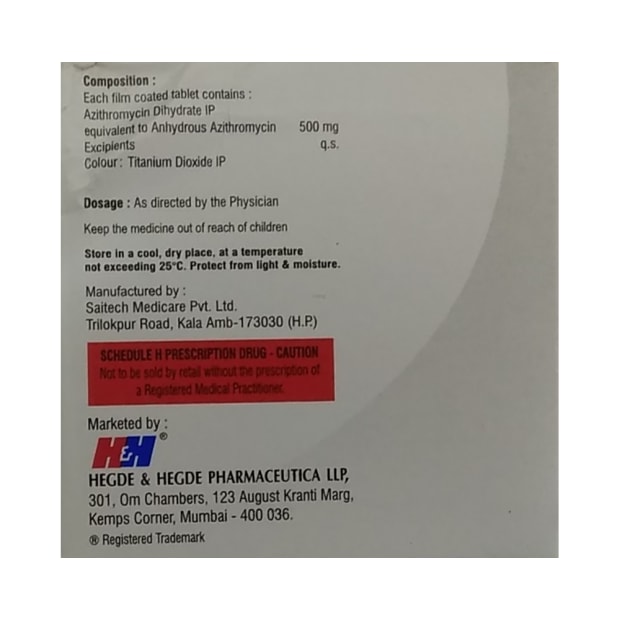 Composition :
Each film coated tablet contains :
Azithromycin Dihydrate IP
equivalent to Anhydrous Azithromycin 500 mg
Excipients q.s.
Colour : Titanium Dioxide IP
Dosage : As directed by the Physician
Keep the medicine out of reach of children
Store in a cool, dry place, at a temperature
not exceeding 25°C. Protect from light & moisture.
Manufactured by :
Saitech Medicare Pvt. Ltd.
Trilokpur Road, Kala Amb-173030 (H.P.)
SCHEDULE H PRESCRIPTION DRUG - CAUTION
Not to be sold by retail without the prescription of
a Registered Medical Practitioner.
Marketed by :
H&H ®
HEGDE & HEGDE PHARMACEUTICA LLP,
301, Om Chambers, 123 August Kranti Marg,
Kemps Corner, Mumbai - 400 036.
® Registered Trademark